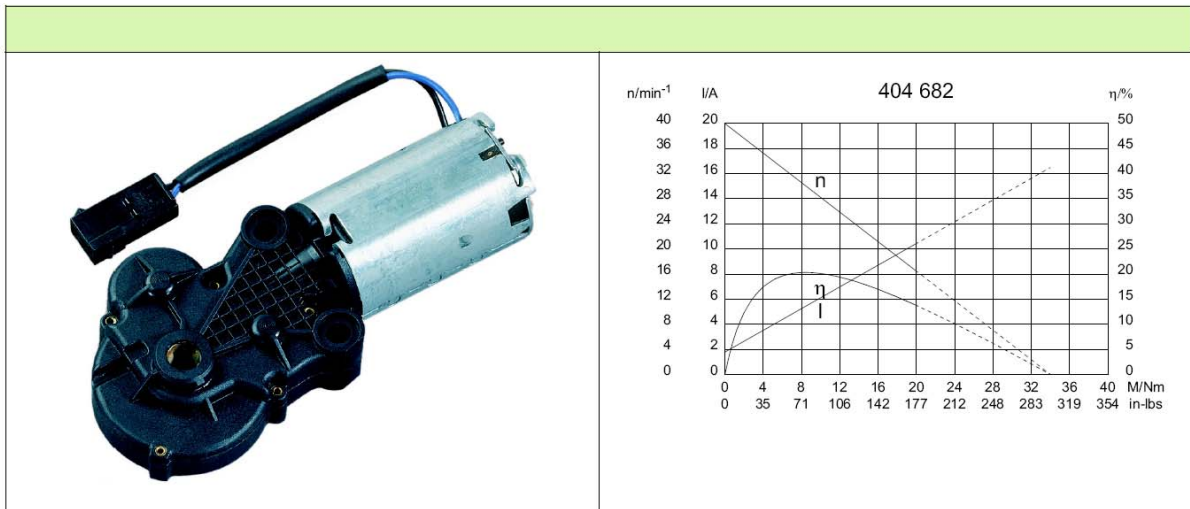 n/min-1 I/A 404 682 η/%
40 20 50
36 18 45
32 16 40
28 14 35
24 12 30
20 10 25
16 8 20
12 6 15
8 4 10
4 2 5
0 0 0
n
η
I
0 4 8 12 16 20 24 28 32 36 40 M/Nm
0 35 71 106 142 177 212 248 283 319 354 in-lbs